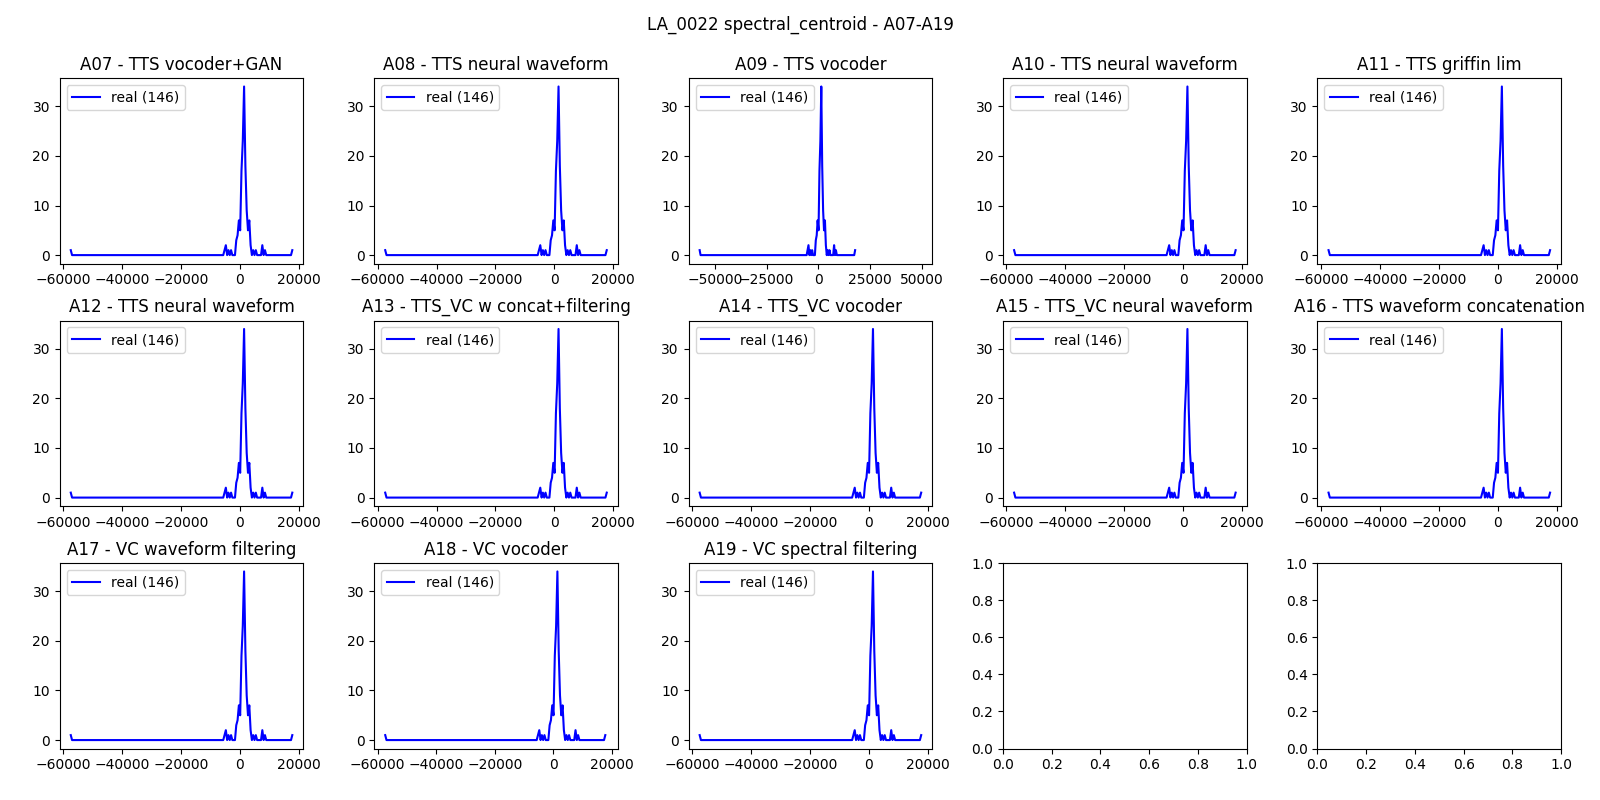 LA_0022 spectral_centroid - A07-A19
A07 - TTS vocoder+GAN
A08 - TTS neural waveform
A09 - TTS vocoder
A10 - TTS neural waveform
A11 - TTS griffin lim
real (146)
real (146)
real (146)
real (146)
real (146)
30
20
10
0
30
20
10
0
30
20
10
0
30
20
10
0
30
20
10
0
−60000 −40000 −20000 0 20000
−60000 −40000 −20000 0 20000
−50000 −25000 0 25000 50000
−60000 −40000 −20000 0 20000
−60000 −40000 −20000 0 20000
A12 - TTS neural waveform
A13 - TTS_VC w concat+filtering
A14 - TTS_VC vocoder
A15 - TTS_VC neural waveform
A16 - TTS waveform concatenation
real (146)
real (146)
real (146)
real (146)
real (146)
30
20
10
0
30
20
10
0
30
20
10
0
30
20
10
0
30
20
10
0
−60000 −40000 −20000 0 20000
−60000 −40000 −20000 0 20000
−60000 −40000 −20000 0 20000
−60000 −40000 −20000 0 20000
−60000 −40000 −20000 0 20000
A17 - VC waveform filtering
A18 - VC vocoder
A19 - VC spectral filtering
real (146)
real (146)
real (146)
30
20
10
0
30
20
10
0
30
20
10
0
1.0
0.8
0.6
0.4
0.2
0.0
1.0
0.8
0.6
0.4
0.2
0.0
−60000 −40000 −20000 0 20000
−60000 −40000 −20000 0 20000
−60000 −40000 −20000 0 20000
0.0 0.2 0.4 0.6 0.8 1.0
0.0 0.2 0.4 0.6 0.8 1.0